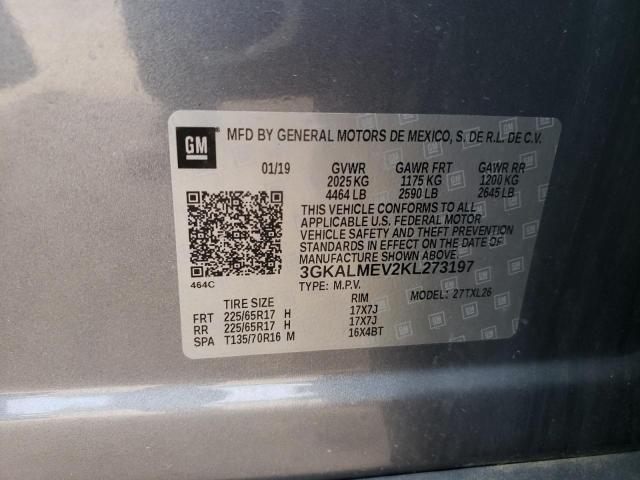 GM MFD BY GENERAL MOTORS DE MEXICO, S. DE R.L. DE C.V.
01/19 GVWR GAWR FRT GAWR RR
2025 KG 1175 KG 1200 KG
4464 LB 2590 LB 2645 LB
THIS VEHICLE CONFORMS TO ALL
APPLICABLE U.S. FEDERAL MOTOR
VEHICLE SAFETY AND THEFT PREVENTION
STANDARDS IN EFFECT ON THE DATE OF
MANUFACTURE SHOWN ABOVE.
3GKALMEV2KL273197
464C TYPE: M.P.V. MODEL: 27TXL26
TIRE SIZE RIM
FRT 225/65R17 H 17X7J
RR 225/65R17 H 17X7J
SPA T135/70R16 M 16X4BT